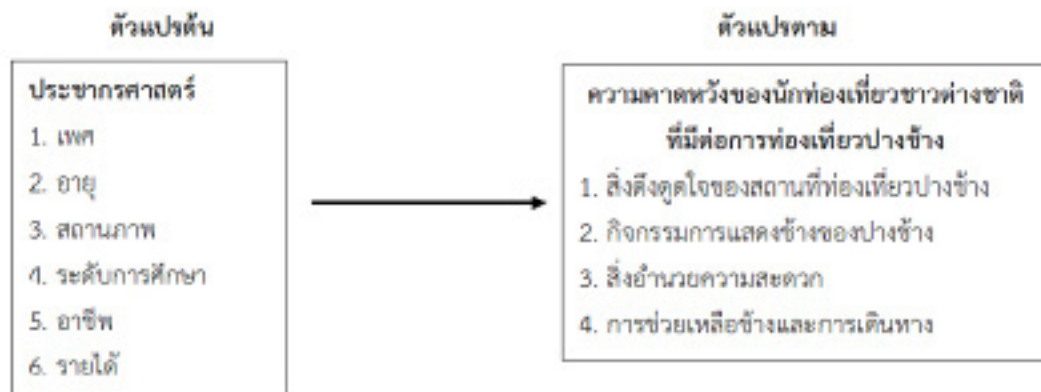 ตัวแปรต้น
ประชากรศาสตร์
1. เพศ
2. อายุ
3. สถานภาพ
4. ระดับการศึกษา
5. อาชีพ
6. รายได้
ตัวแปรตาม
ความคาดหวังของนักท่องเที่ยวชาวต่างชาติ
ที่มีต่อการท่องเที่ยวปางช้าง
1. สิ่งดึงดูดใจของสถานที่ท่องเที่ยวปางช้าง
2. กิจกรรมการแสดงช้างของปางช้าง
3. สิ่งอำนวยความสะดวก
4. การช่วยเหลือช้างและการเดินทาง